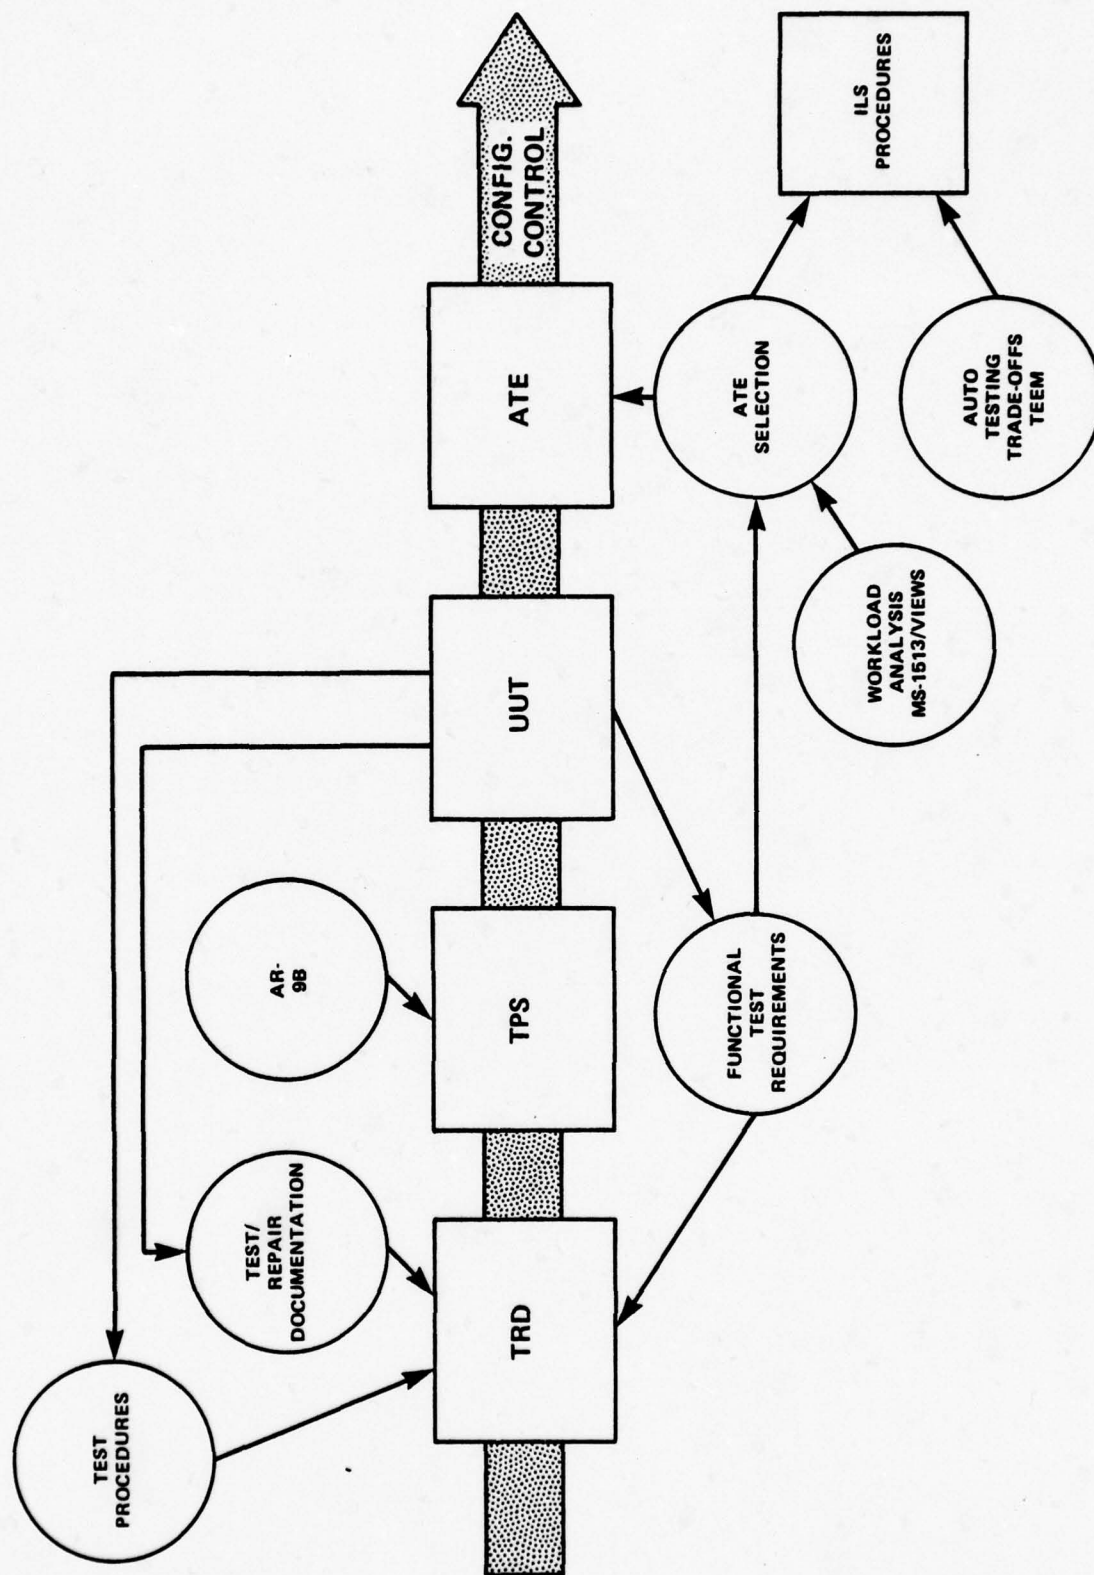 TEST
PROCEDURES
TEST/
REPAIR
DOCUMENTATION
AR-
9B
TRD
TPS
UUT
ATE
CONFIG.
CONTROL
FUNCTIONAL
TEST
REQUIREMENTS
ATE
SELECTION
WORKLOAD
ANALYSIS
MS-1513/VIEWS
AUTO
TESTING
TRADE-OFFS
TEEM
ILS
PROCEDURES